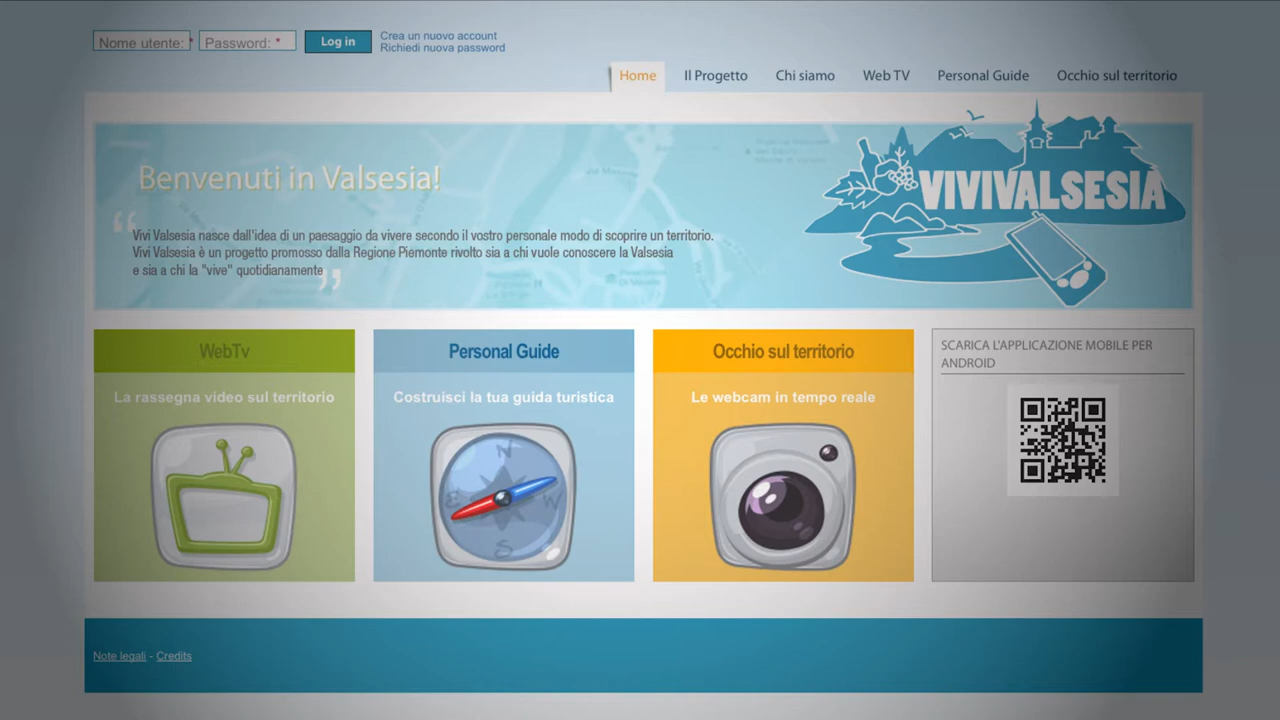 Nome utente: *
Password: *
Log in
Crea un nuovo account
Richiedi nuova password
Home
Il Progetto
Chi siamo
Web TV
Personal Guide
Occhio sul territorio
Benvenuti in Valsesia!
VIVIVALSESIA
“
Vivi Valsesia nasce dall'idea di un paesaggio da vivere secondo il vostro personale modo di scoprire un territorio.
Vivi Valsesia è un progetto promosso dalla Regione Piemonte rivolto sia a chi vuole conoscere la Valsesia
e sia a chi la "vive" quotidianamente ”
WebTv
La rassegna video sul territorio
Personal Guide
Costruisci la tua guida turistica
N
E
W
S
Occhio sul territorio
Le webcam in tempo reale
SCARICA L'APPLICAZIONE MOBILE PER
ANDROID
Note legali - Credits